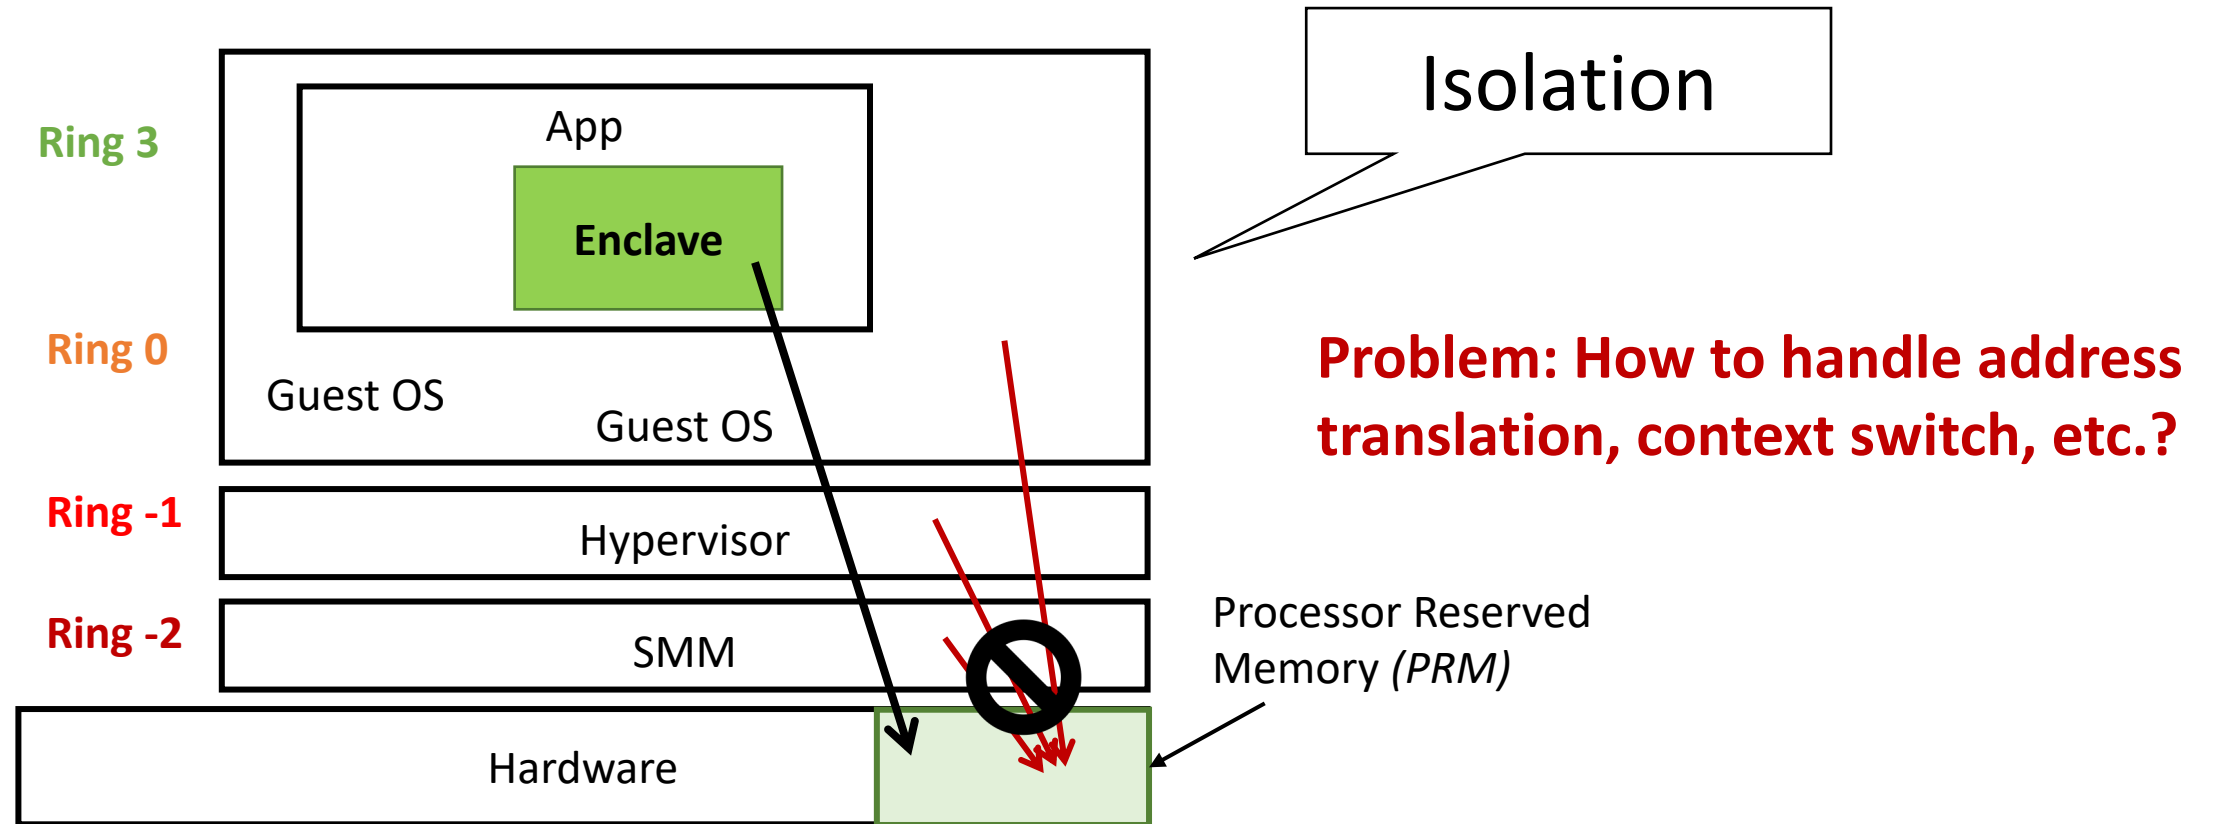 Isolation
Ring 3
App
Enclave
Ring 0
Guest OS
Guest OS
Problem: How to handle address
translation, context switch, etc.?
Ring -1
Hypervisor
Ring -2
SMM
Processor Reserved
Memory (PRM)
Hardware